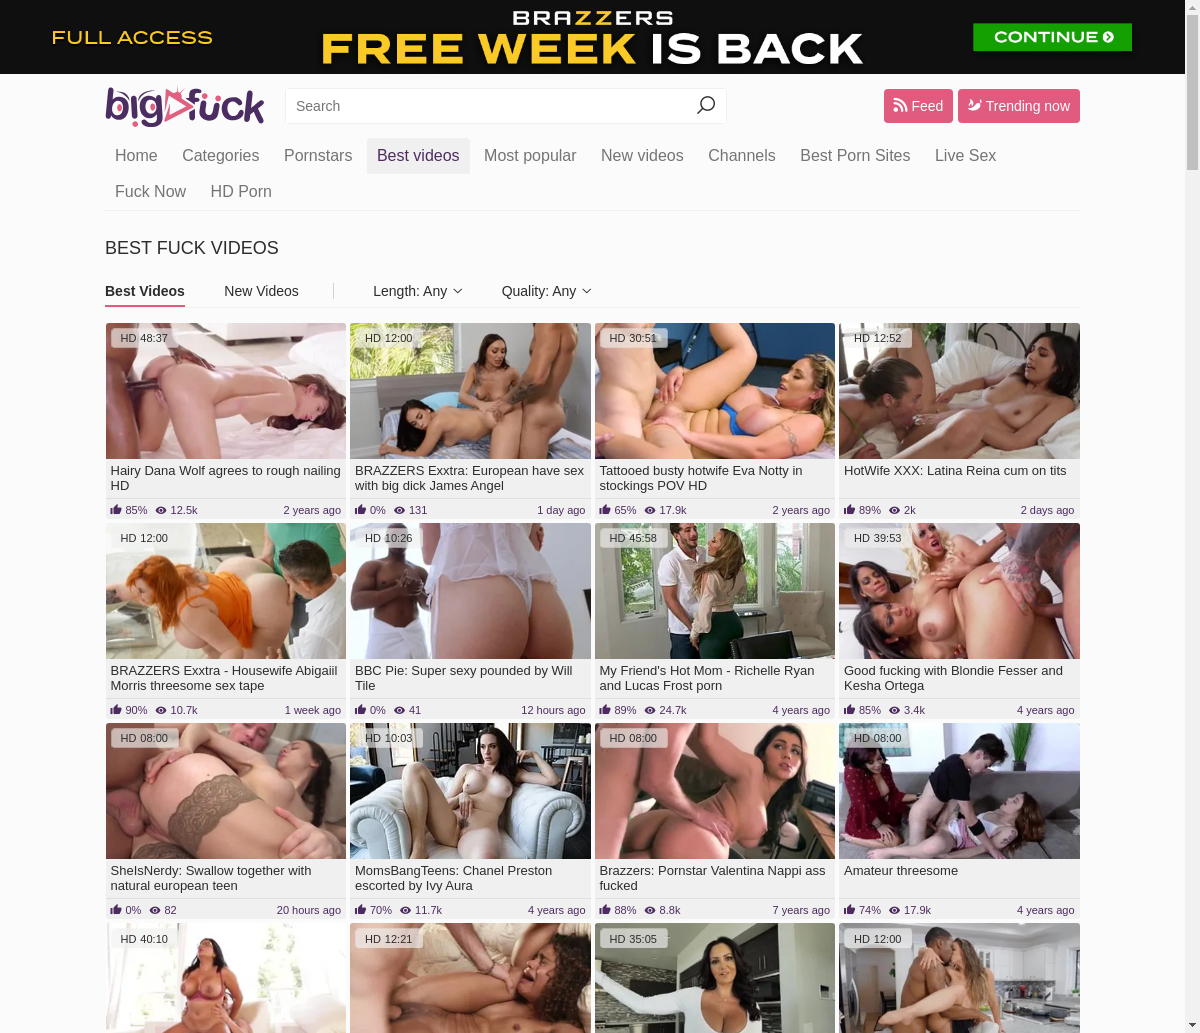 FULL ACCESS
BRAZZERS
FREE WEEK IS BACK
CONTINUE
bigfuck
Search
Feed
Trending now
Home Categories Pornstars Best videos Most popular New videos Channels Best Porn Sites Live Sex
Fuck Now HD Porn
BEST FUCK VIDEOS
Best Videos New Videos Length: Any Quality: Any
HD 48:37
HD 12:00
HD 30:51
HD 12:52
Hairy Dana Wolf agrees to rough nailing
HD
BRAZZERS Exxtra: European have sex
with big dick James Angel
Tattooed busty hotwife Eva Notty in
stockings POV HD
HotWife XXX: Latina Reina cum on tits
85% 12.5k 2 years ago
0% 131 1 day ago
65% 17.9k 2 years ago
89% 2k 2 days ago
HD 12:00
HD 10:26
HD 45:58
HD 39:53
BRAZZERS Exxtra - Housewife Abigaiil
Morris threesome sex tape
BBC Pie: Super sexy pounded by Will
Tile
My Friend's Hot Mom - Richelle Ryan
and Lucas Frost porn
Good fucking with Blondie Fesser and
Kesha Ortega
90% 10.7k 1 week ago
0% 41 12 hours ago
89% 24.7k 4 years ago
85% 3.4k 4 years ago
HD 08:00
HD 10:03
HD 08:00
HD 08:00
SheIsNerdy: Swallow together with
natural european teen
MomsBangTeens: Chanel Preston
escorted by Ivy Aura
Brazzers: Pornstar Valentina Nappi ass
fucked
Amateur threesome
0% 82 20 hours ago
70% 11.7k 4 years ago
88% 8.8k 7 years ago
74% 17.9k 4 years ago
HD 40:10
HD 12:21
HD 35:05
HD 12:00